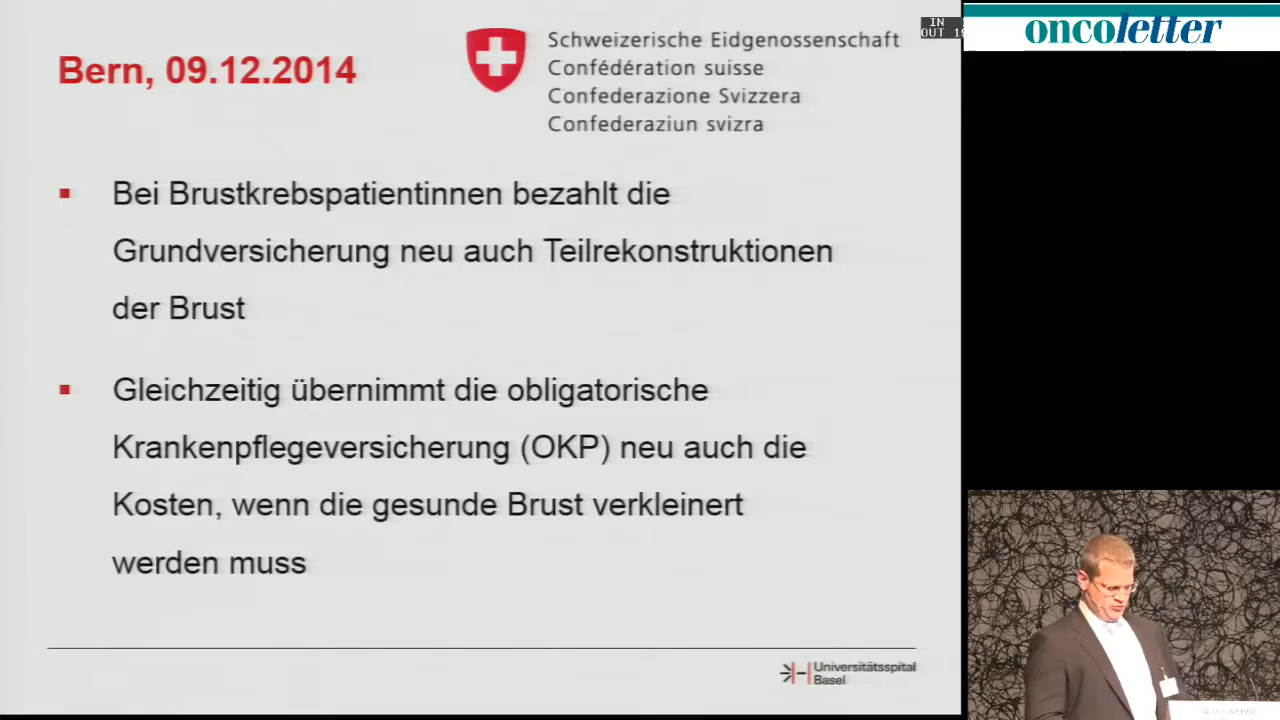 Bern, 09.12.2014
Schweizerische Eidgenossenschaft
Confédération suisse
Confederazione Svizzera
Confederaziun svizra
IN
OUT
oncoletter
Bei Brustkrebspatientinnen bezahlt die
Grundversicherung neu auch Teilrekonstruktionen
der Brust
Gleichzeitig übernimmt die obligatorische
Krankenpflegeversicherung (OKP) neu auch die
Kosten, wenn die gesunde Brust verkleinert
werden muss
Universitätsspital
Basel